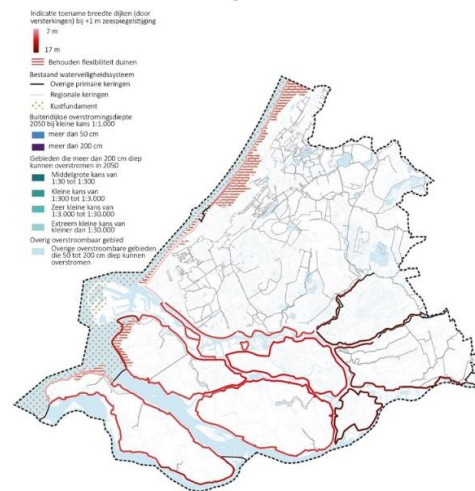 Indicatie toename breedte dijken (door
versterkingen) bij +1 m zeespiegelstijging
7 m
17 m
Behouden flexibiliteit duinen
Bestaand waterveiligheidssysteem
Overige primaire keringen
Regionale keringen
Kustfundament
Buitendijkse overstromingsdiepte
2050 bij kleine kans 1:1.000
meer dan 50 cm
meer dan 200 cm
Gebieden die meer dan 200 cm diep
kunnen overstromen in 2050
Middelgrote kans van
1:30 tot 1:300
Kleine kans van
1:300 tot 1:3.000
Zeer kleine kans van
1:3.000 tot 1:30.000
Extreem kleine kans van
kleiner dan 1:30.000
Overig overstroombaar gebied
Overige overstroombare gebieden
die 50 tot 200 cm diep kunnen
overstromen